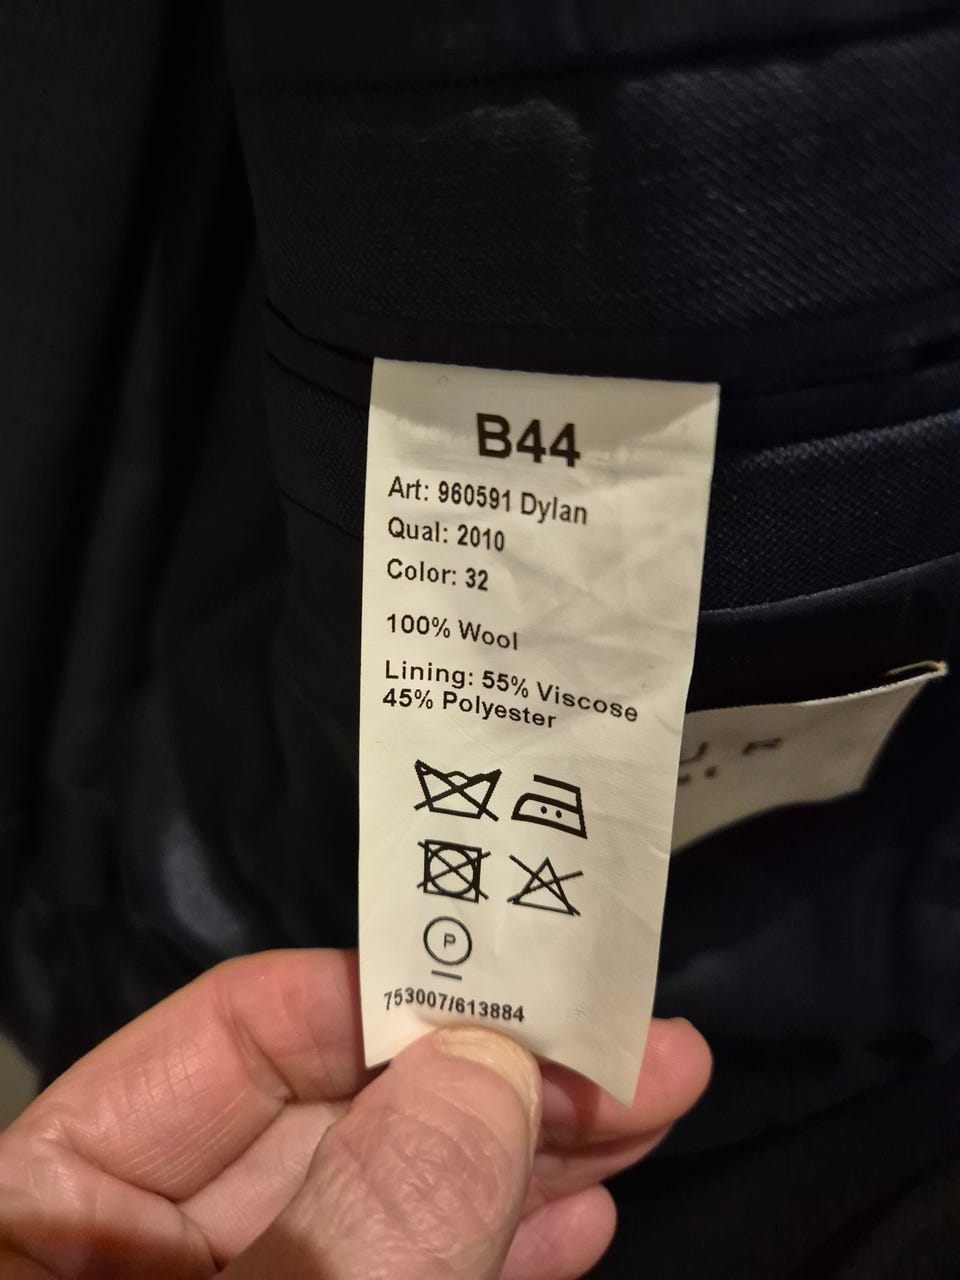 B44
Art: 960591 Dylan
Qual: 2010
Color: 32
100% Wool
Lining: 55% Viscose
45% Polyester
P
753007/613884